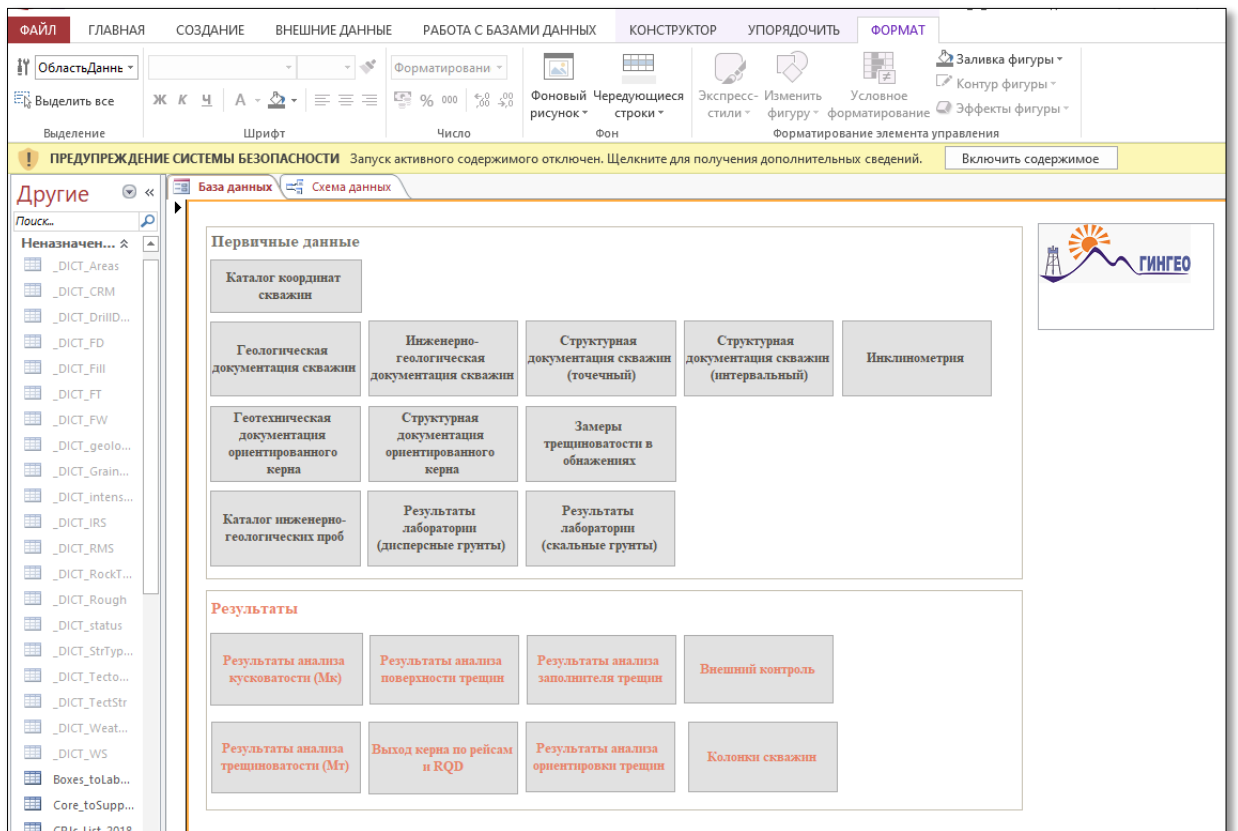 ФАЙЛ ГЛАВНАЯ СОЗДАНИЕ ВНЕШНИЕ ДАННЫЕ РАБОТА С БАЗАМИ ДАННЫХ КОНСТРУКТОР УПОРЯДОЧИТЬ ФОРМАТ
ОбластьДаннь
Форматировани
Выделить все
Ж К Ч А
% 000
Фоновый рисунок
Чередующиеся строки
Экспресс-стили
Изменить фигуру
Условное форматирование
Заливка фигуры
Контур фигуры
Эффекты фигуры
Выделение Шрифт Число Фон Форматирование элемента управления
ПРЕДУПРЕЖДЕНИЕ СИСТЕМЫ БЕЗОПАСНОСТИ Запуск активного содержимого отключен. Щелкните для получения дополнительных сведений. Включить содержимое
Другие
Поиск...
Неназначен...
_DICT_Areas
_DICT_CRM
_DICT_DrillD...
_DICT_FD
_DICT_Fill
_DICT_FT
_DICT_FW
_DICT_geolo...
_DICT_Grain...
_DICT_intens...
_DICT_IRS
_DICT_RMS
_DICT_RockT...
_DICT_Rough
_DICT_status
_DICT_StrTyp...
_DICT_Tecto...
_DICT_TectStr
_DICT_Weat...
_DICT_WS
Boxes_toLab...
Core_toSupp...
База данных Схема данных
Первичные данные
Каталог координат
скважин
Геологическая
документация скважин
Инженерно-
геологическая
документация скважин
Структурная
документация скважин
(точечный)
Структурная
документация скважин
(интервальный)
Инклинометрия
Геотехническая
документация
ориентированного
керна
Структурная
документация
ориентированного
керна
Замеры
трещиноватости в
обнажениях
Каталог инженерно-
геологических проб
Результаты
лаборатории
(дисперсные грунты)
Результаты
лаборатории
(скальные грунты)
Результаты
Результаты анализа
кусковатости (Мк)
Результаты анализа
поверхности трещин
Результаты анализа
заполнителя трещин
Внешний контроль
Результаты анализа
трещиноватости (Мт)
Выход керна по рейсам
и RQD
Результаты анализа
ориентировки трещин
Колонки скважин
ГИНГЕО